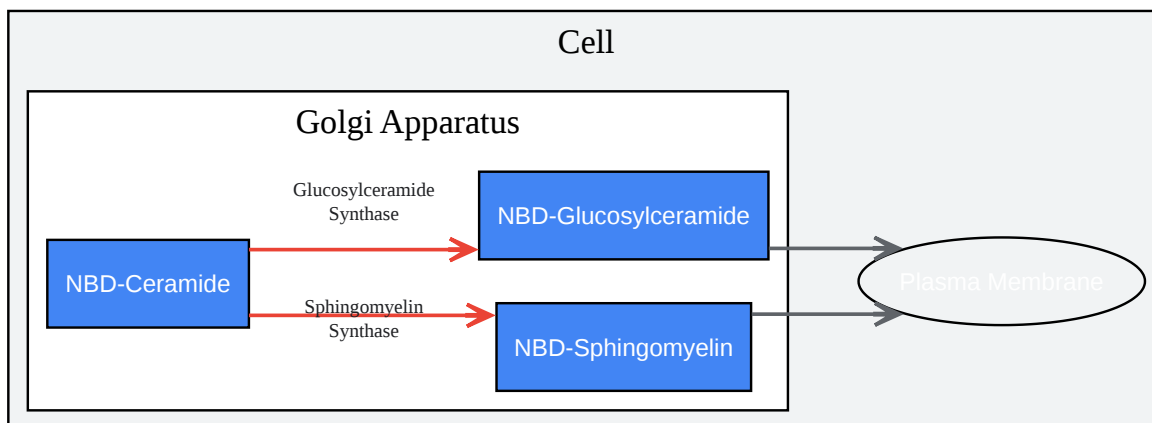 Cell
Golgi Apparatus
Glucosylceramide
Synthase
NBD-Glucosylceramide
NBD-Ceramide
Plasma Membrane
Sphingomyelin
Synthase
NBD-Sphingomyelin